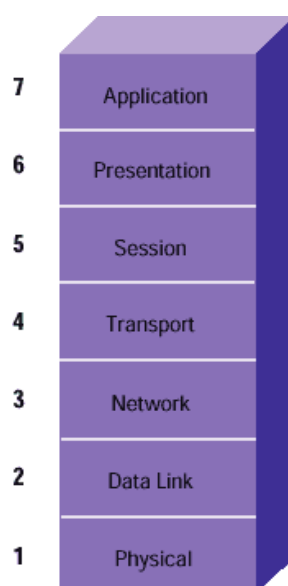 7 Application
6 Presentation
5 Session
4 Transport
3 Network
2 Data Link
1 Physical